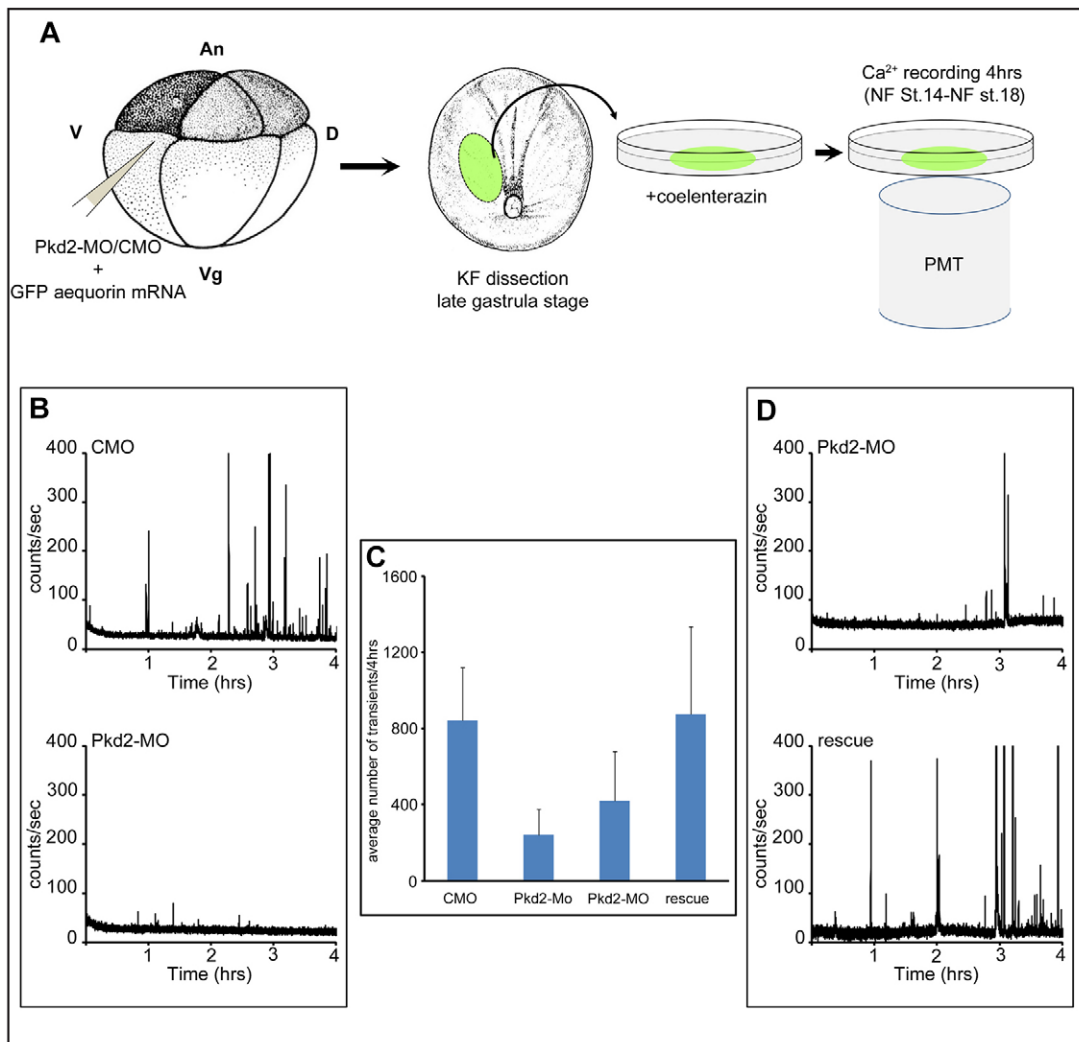 A
An
V
D
Vg
Pkd2-MO/CMO
+
GFP aequorin mRNA
KF dissection
late gastrula stage
+coelenterazin
Ca²⁺ recording 4hrs
(NF St.14-NF st.18)
PMT
B
CMO
400
300
200
100
0
counts/sec
1 2 3 4
Time (hrs)
Pkd2-MO
400
300
200
100
0
counts/sec
1 2 3 4
Time (hrs)
C
1600
1200
800
400
0
average number of transients/4hrs
CMO Pkd2-Mo Pkd2-MO rescue
D
Pkd2-MO
400
300
200
100
0
counts/sec
1 2 3 4
Time (hrs)
rescue
400
300
200
100
0
counts/sec
1 2 3 4
Time (hrs)